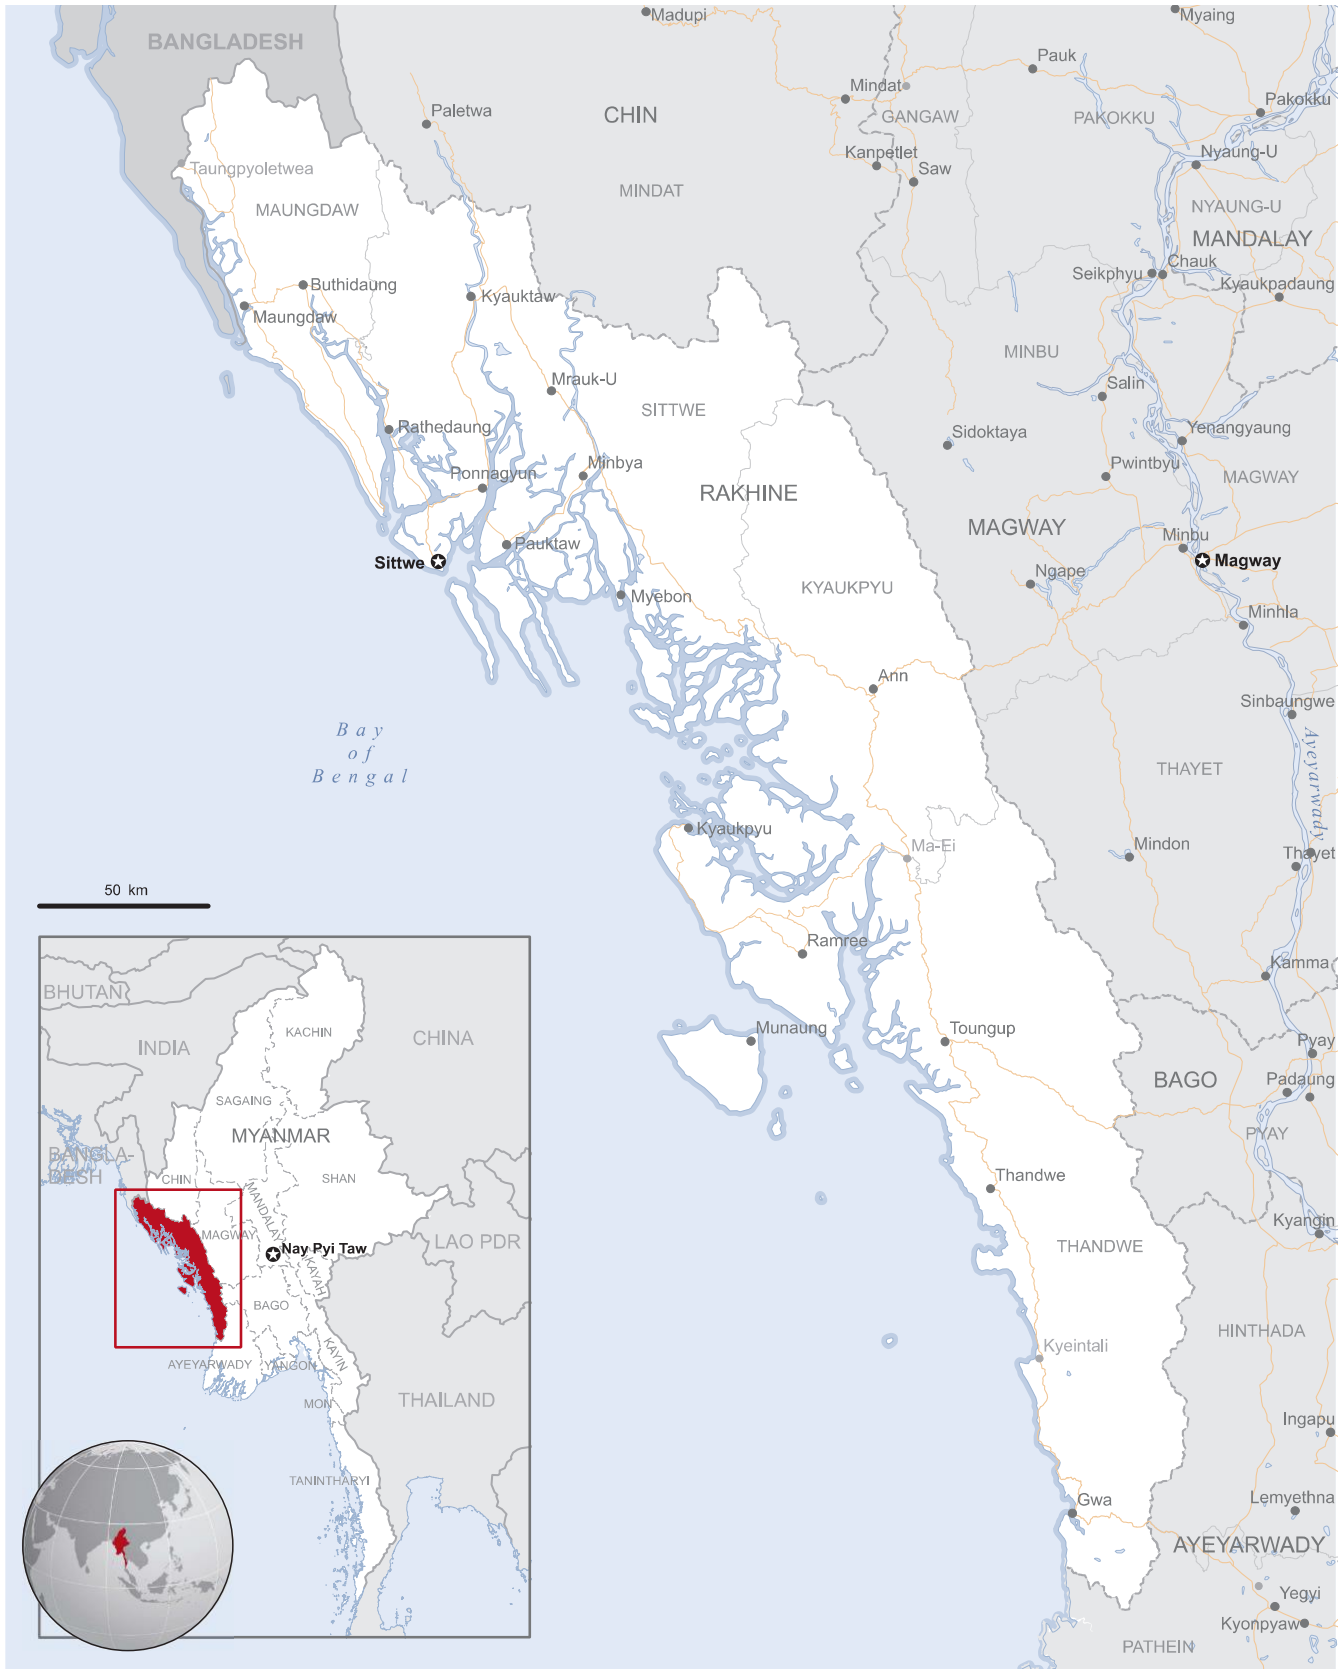 BANGLADESH
Madupi
Myaing
Pauk
Mindat
Pakokku
Paletwa
CHIN
GANGAW
PAKOKKU
Kanpetlet
Saw
Nyaung-U
Taungpyoletwea
MINDAT
MAUNGDAW
NYAUNG-U
MANDALAY
Seikphyu
Chauk
Buthidaung
Kyauktaw
Kyaukpadaung
Maungdaw
MINBU
Mrauk-U
Salin
SITTWE
Rathedaung
Sidoktaya
Yenangyaung
Ponnagyun
Minbya
Pwintbyu
MAGWAY
RAKHINE
MAGWAY
Minbu
Pauktaw
Sittwe
Magway
Ngape
KYAUKPYU
Myebon
Minhla
Ann
Sinbaungwe
Bay
of
Bengal
Ayeyarwady
THAYET
Kyaukpyu
Ma-Ei
Mindon
Thayet
50 km
Ramree
Kamma
Munaung
Toungup
Pyay
BAGO
Padaung
PYAY
Thandwe
Kyangin
THANDWE
HINTHADA
Kyeintali
Ingapu
Gwa
Lemyethna
AYEYARWADY
Yegyi
Kyonpyaw
PATHEIN
BHUTAN
KACHIN
INDIA
CHINA
SAGAING
MYANMAR
BANGLA-
DESH
CHIN
SHAN
MANDALAY
MAGWAY
Nay Pyi Taw
LAO PDR
KAYAH
BAGO
KAYIN
AYEYARWADY
YANGON
MON
THAILAND
TANINTHARYI